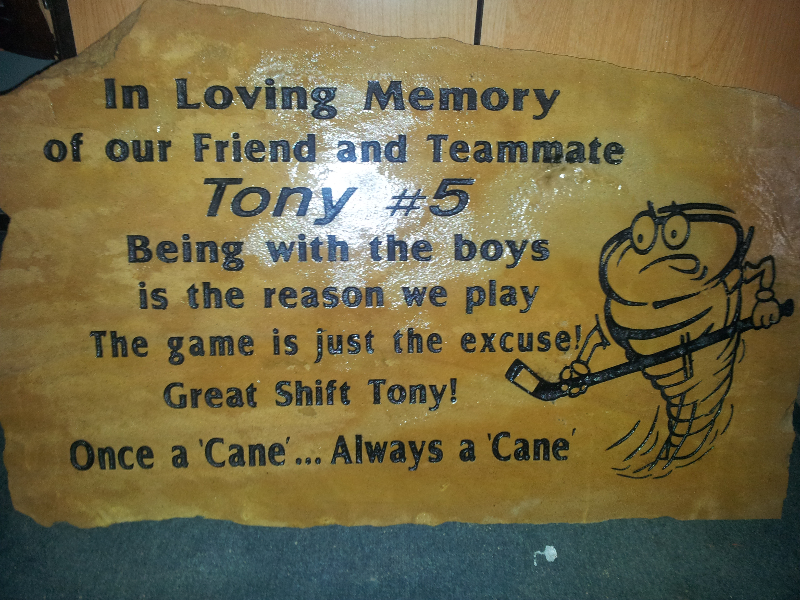 In Loving Memory
of our Friend and Teammate
Tony #5
Being with the boys
is the reason we play
The game is just the excuse!
Great Shift Tony!
Once a 'Cane'... Always a 'Cane'